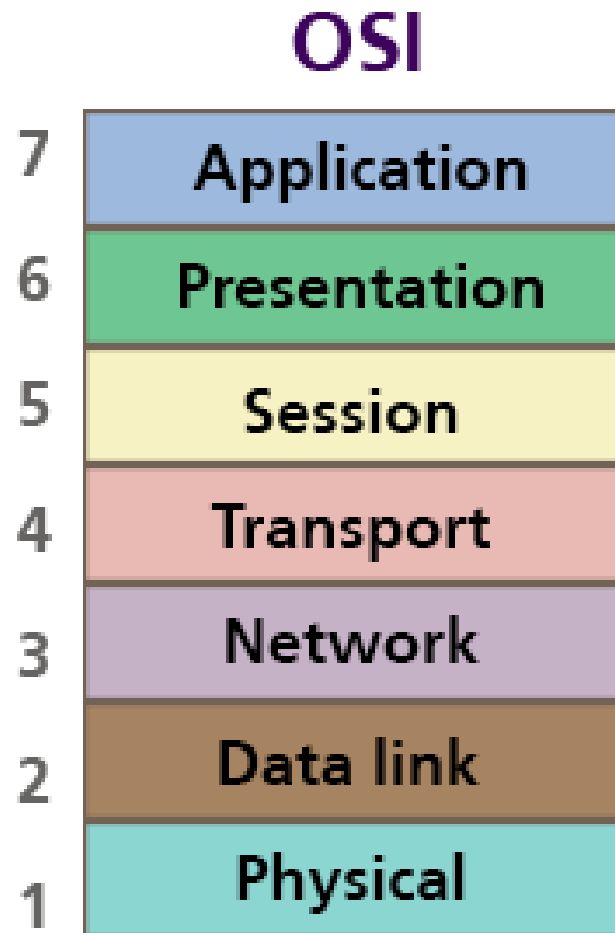 OSI
7 Application
6 Presentation
5 Session
4 Transport
3 Network
2 Data link
1 Physical